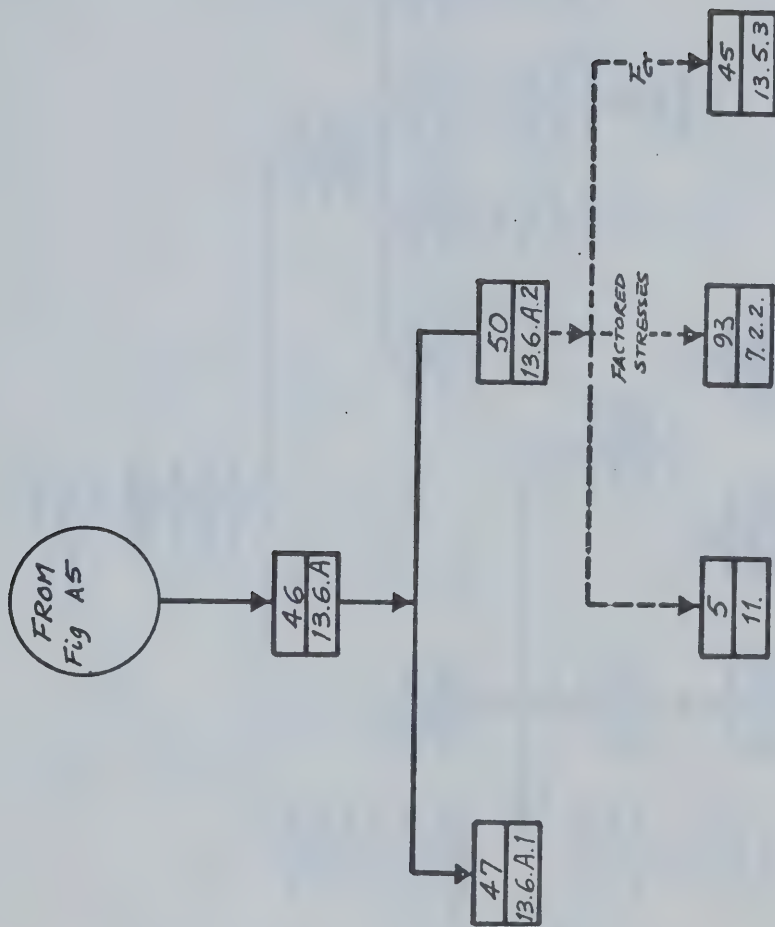 FROM
Fig A5
46
13.6.A
47
13.6.A.1
50
13.6.A.2
FACTORED
STRESSES
Fcr
5
11.
93
7.2.2.
45
13.5.3